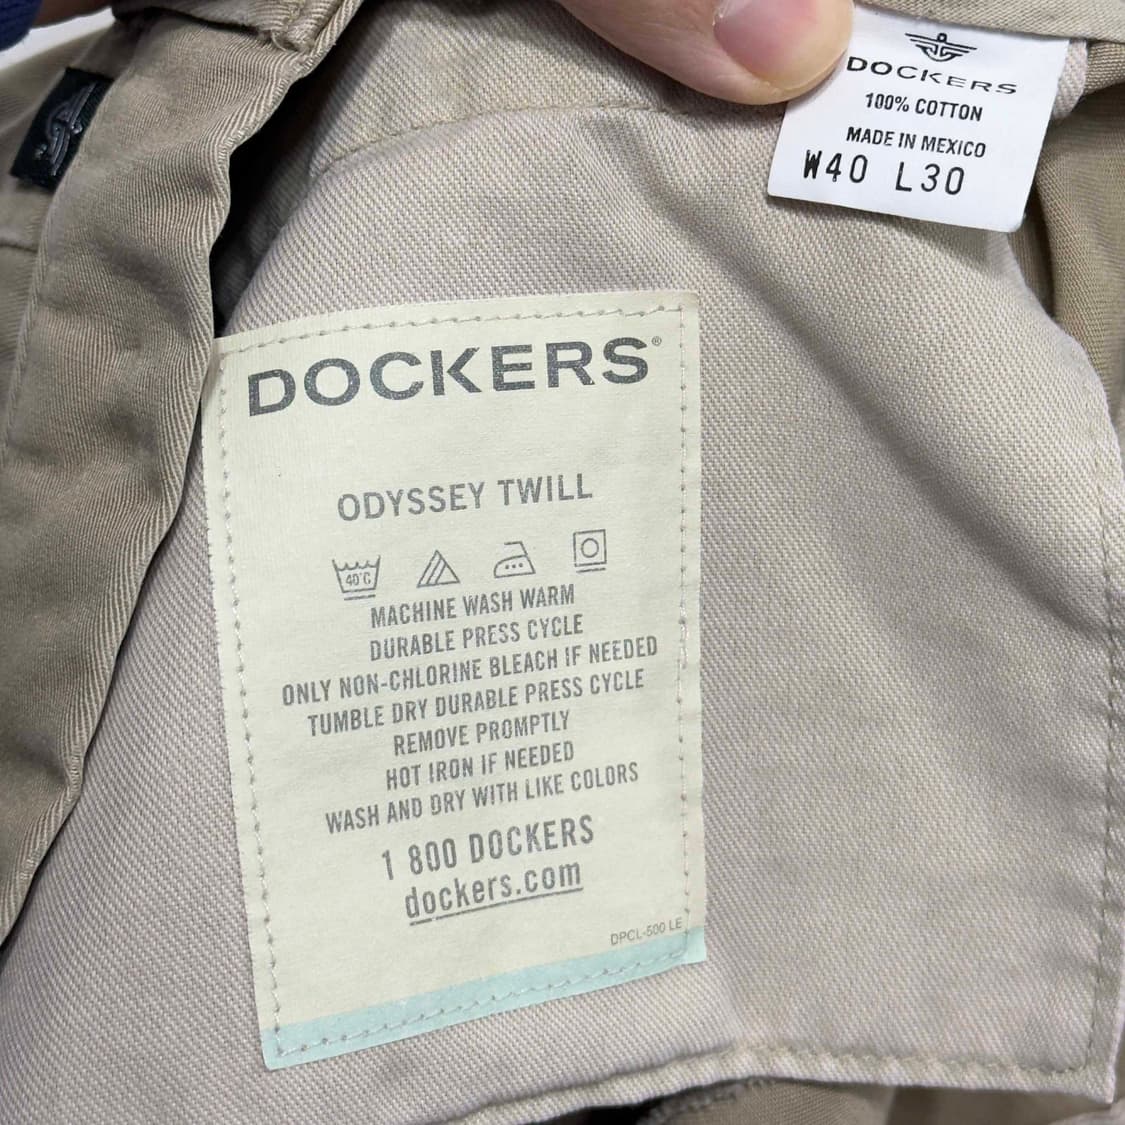 DOCKERS
100% COTTON
MADE IN MEXICO
W40 L30
DOCKERS®
ODYSSEY TWILL
40°C
MACHINE WASH WARM
DURABLE PRESS CYCLE
ONLY NON-CHLORINE BLEACH IF NEEDED
TUMBLE DRY DURABLE PRESS CYCLE
REMOVE PROMPTLY
HOT IRON IF NEEDED
WASH AND DRY WITH LIKE COLORS
1 800 DOCKERS
dockers.com
DPCL-500 LE